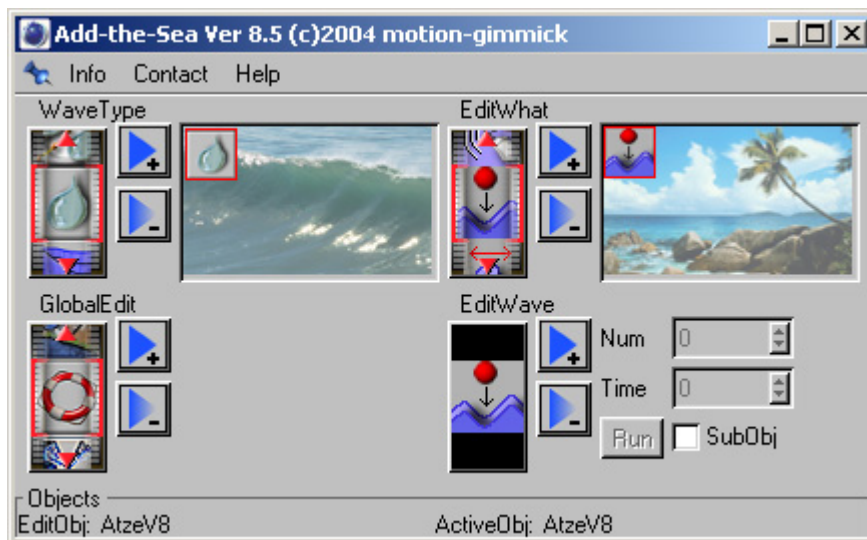 Add-the-Sea Ver 8.5 (c)2004 motion-gimmick
Info Contact Help
WaveType
EditWhat
GlobalEdit
EditWave
Num 0
Time 0
Run SubObj
Objects
EditObj: AtzeV8 ActiveObj: AtzeV8